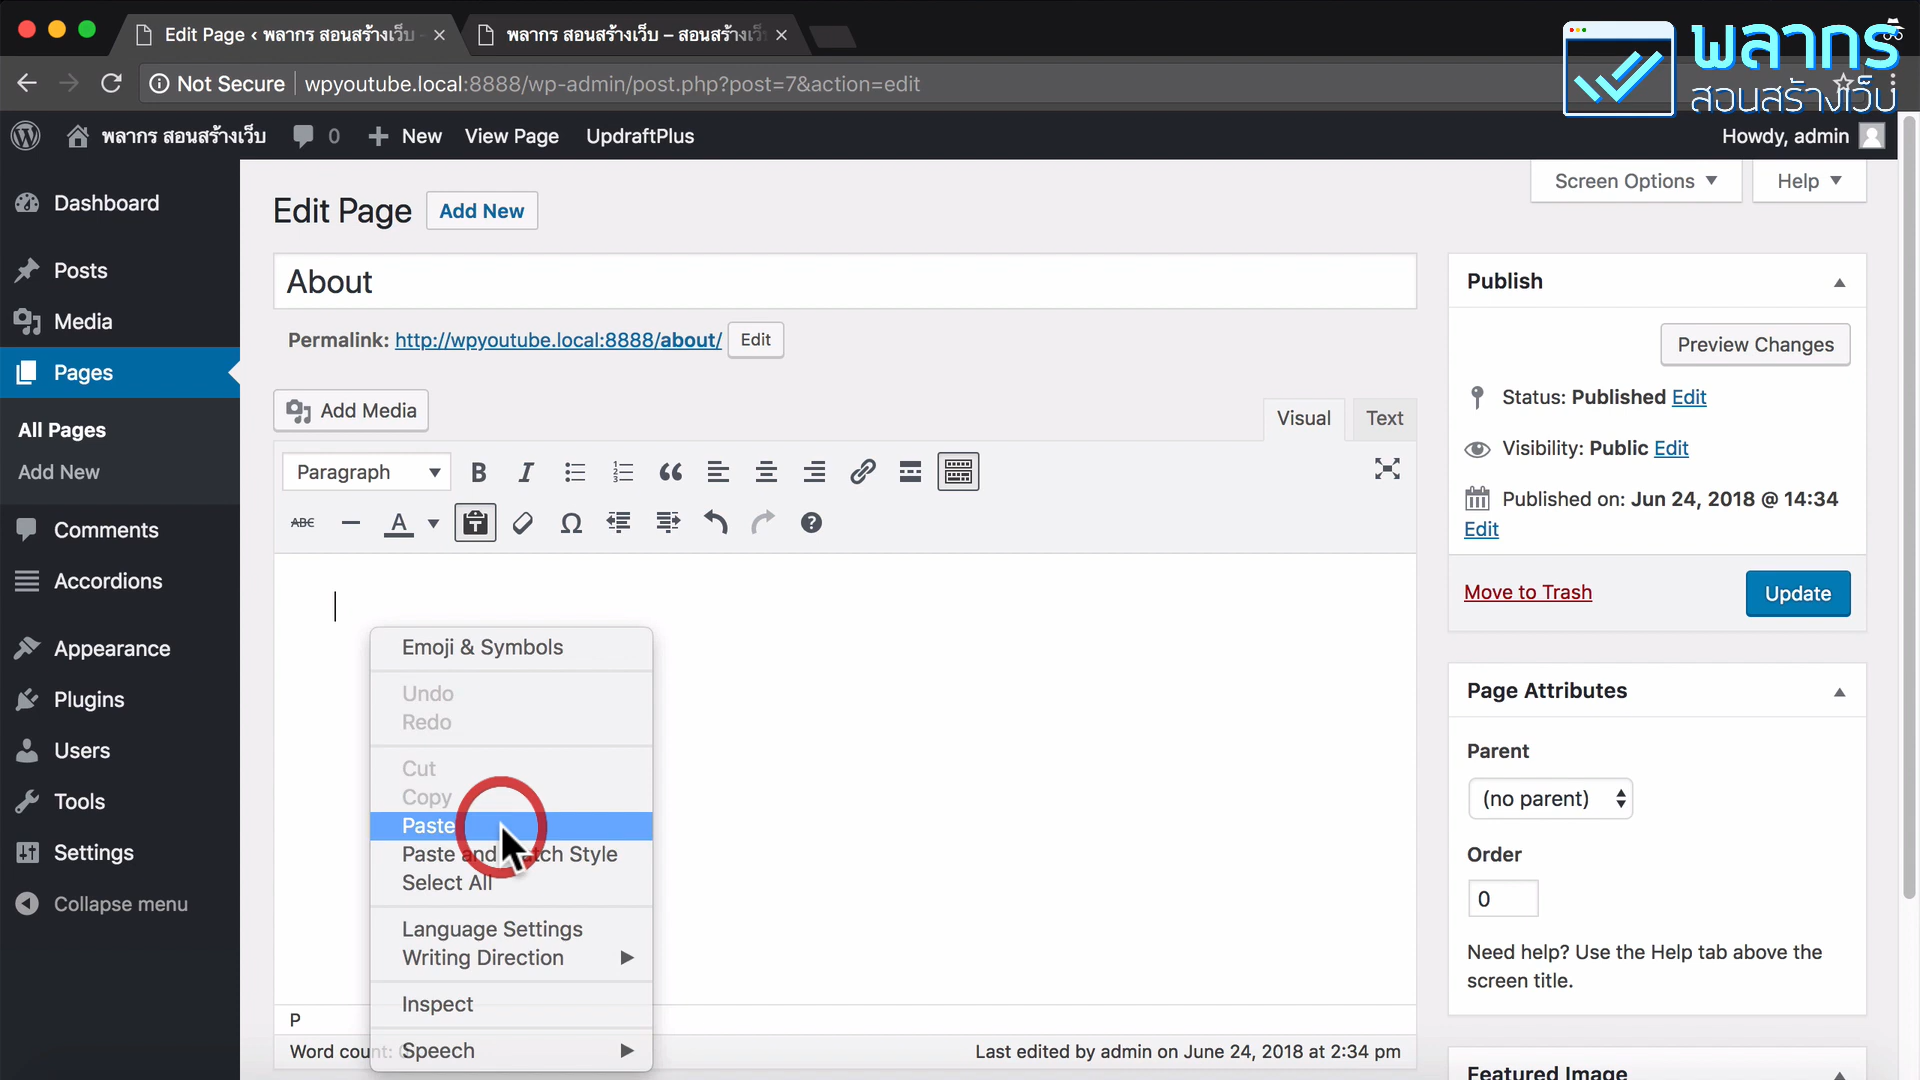 Edit Page ‹ พลากร สอนสร้างเว็บ -
พลากร สอนสร้างเว็บ – สอนสร้างเว็บ
พลากร
สอนสร้างเว็บ
Not Secure
wpyoutube.local:8888/wp-admin/post.php?post=7&action=edit
พลากร สอนสร้างเว็บ
0
New
View Page
UpdraftPlus
Howdy, admin
Dashboard
Posts
Media
Pages
All Pages
Add New
Comments
Accordions
Appearance
Plugins
Users
Tools
Settings
Collapse menu
Screen Options
Help
Edit Page
Add New
About
Permalink: http://wpyoutube.local:8888/about/
Edit
Add Media
Visual
Text
Paragraph
B
I
ABC
A
Emoji & Symbols
Undo
Redo
Cut
Copy
Paste
Paste and Match Style
Select All
Language Settings
Writing Direction
Inspect
Speech
P
Word count: 0
Last edited by admin on June 24, 2018 at 2:34 pm
Publish
Preview Changes
Status: Published Edit
Visibility: Public Edit
Published on: Jun 24, 2018 @ 14:34
Edit
Move to Trash
Update
Page Attributes
Parent
(no parent)
Order
0
Need help? Use the Help tab above the
screen title.
Featured Image